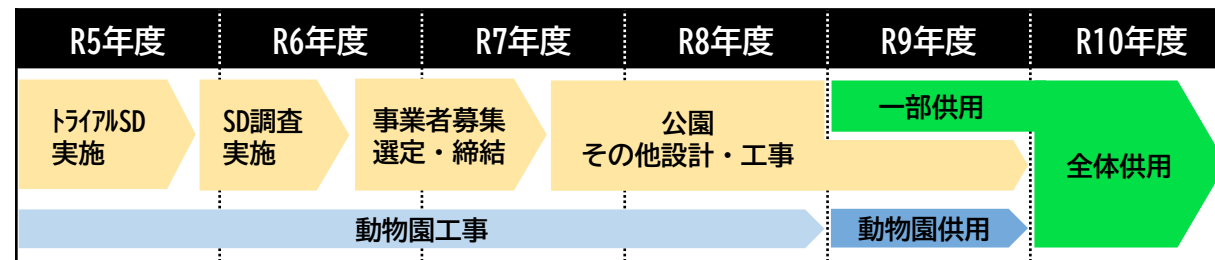 R5年度 R6年度 R7年度 R8年度 R9年度 R10年度
ﾄﾗｲｱﾙSD
実施
SD調査
実施
事業者募集
選定・締結
公園
その他設計・工事
一部供用
全体供用
動物園工事
動物園供用